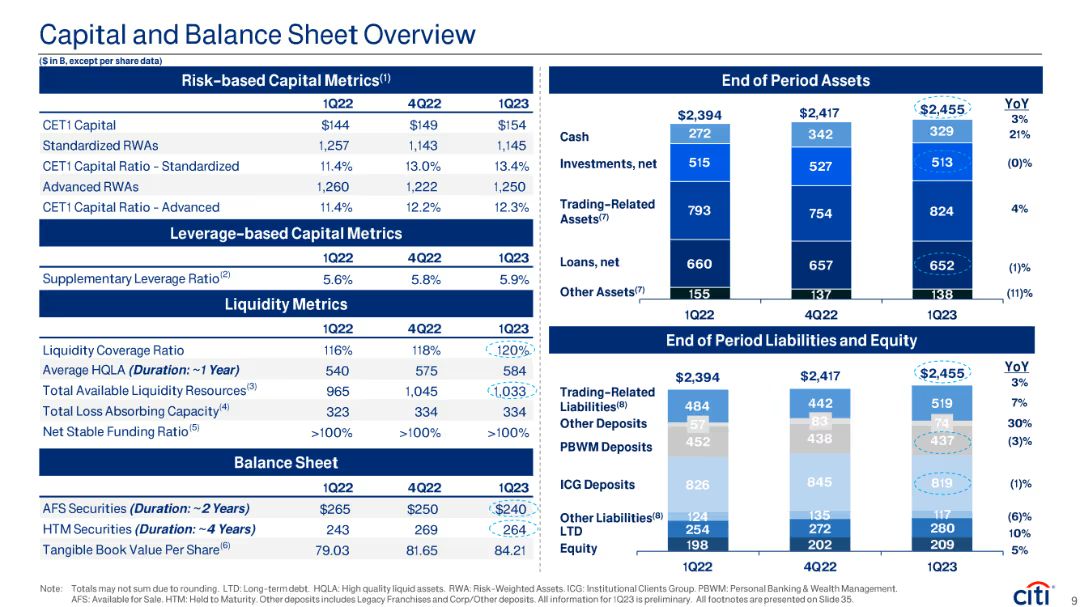 Capital and Balance Sheet Overview
($ in B, except per share data)
Risk–based Capital Metrics(1)
1Q22 4Q22 1Q23
CET1 Capital $144 $149 $154
Standardized RWAs 1,257 1,143 1,145
CET1 Capital Ratio - Standardized 11.4% 13.0% 13.4%
Advanced RWAs 1,260 1,222 1,250
CET1 Capital Ratio - Advanced 11.4% 12.2% 12.3%
Leverage–based Capital Metrics
1Q22 4Q22 1Q23
Supplementary Leverage Ratio(2) 5.6% 5.8% 5.9%
Liquidity Metrics
1Q22 4Q22 1Q23
Liquidity Coverage Ratio 116% 118% 120%
Average HQLA (Duration: ~1 Year) 540 575 584
Total Available Liquidity Resources(3) 965 1,045 1,033
Total Loss Absorbing Capacity(4) 323 334 334
Net Stable Funding Ratio(5) >100% >100% >100%
Balance Sheet
1Q22 4Q22 1Q23
AFS Securities (Duration: ~2 Years) $265 $250 $240
HTM Securities (Duration: ~4 Years) 243 269 264
Tangible Book Value Per Share(6) 79.03 81.65 84.21
End of Period Assets
YoY
$2,394 $2,417 $2,455 3%
Cash 272 342 329 21%
Investments, net 515 527 513 (0)%
Trading–Related
Assets(7) 793 754 824 4%
Loans, net 660 657 652 (1)%
Other Assets(7) 155 137 138 (11)%
1Q22 4Q22 1Q23
End of Period Liabilities and Equity
YoY
$2,394 $2,417 $2,455 3%
Trading–Related
Liabilities(8) 484 442 519 7%
Other Deposits 57 83 74 30%
PBWM Deposits 452 438 437 (3)%
ICG Deposits 826 845 819 (1)%
Other Liabilities(8) 124 135 117 (6)%
LTD 254 272 280 10%
Equity 198 202 209 5%
1Q22 4Q22 1Q23
Note: Totals may not sum due to rounding. LTD: Long-term debt. HQLA: High quality liquid assets. RWA: Risk–Weighted Assets. ICG: Institutional Clients Group. PBWM: Personal Banking & Wealth Management.
AFS: Available for Sale. HTM: Held to Maturity. Other deposits includes Legacy Franchises and Corp/Other deposits. All information for 1Q23 is preliminary. All footnotes are presented on Slide 35.
citi
9